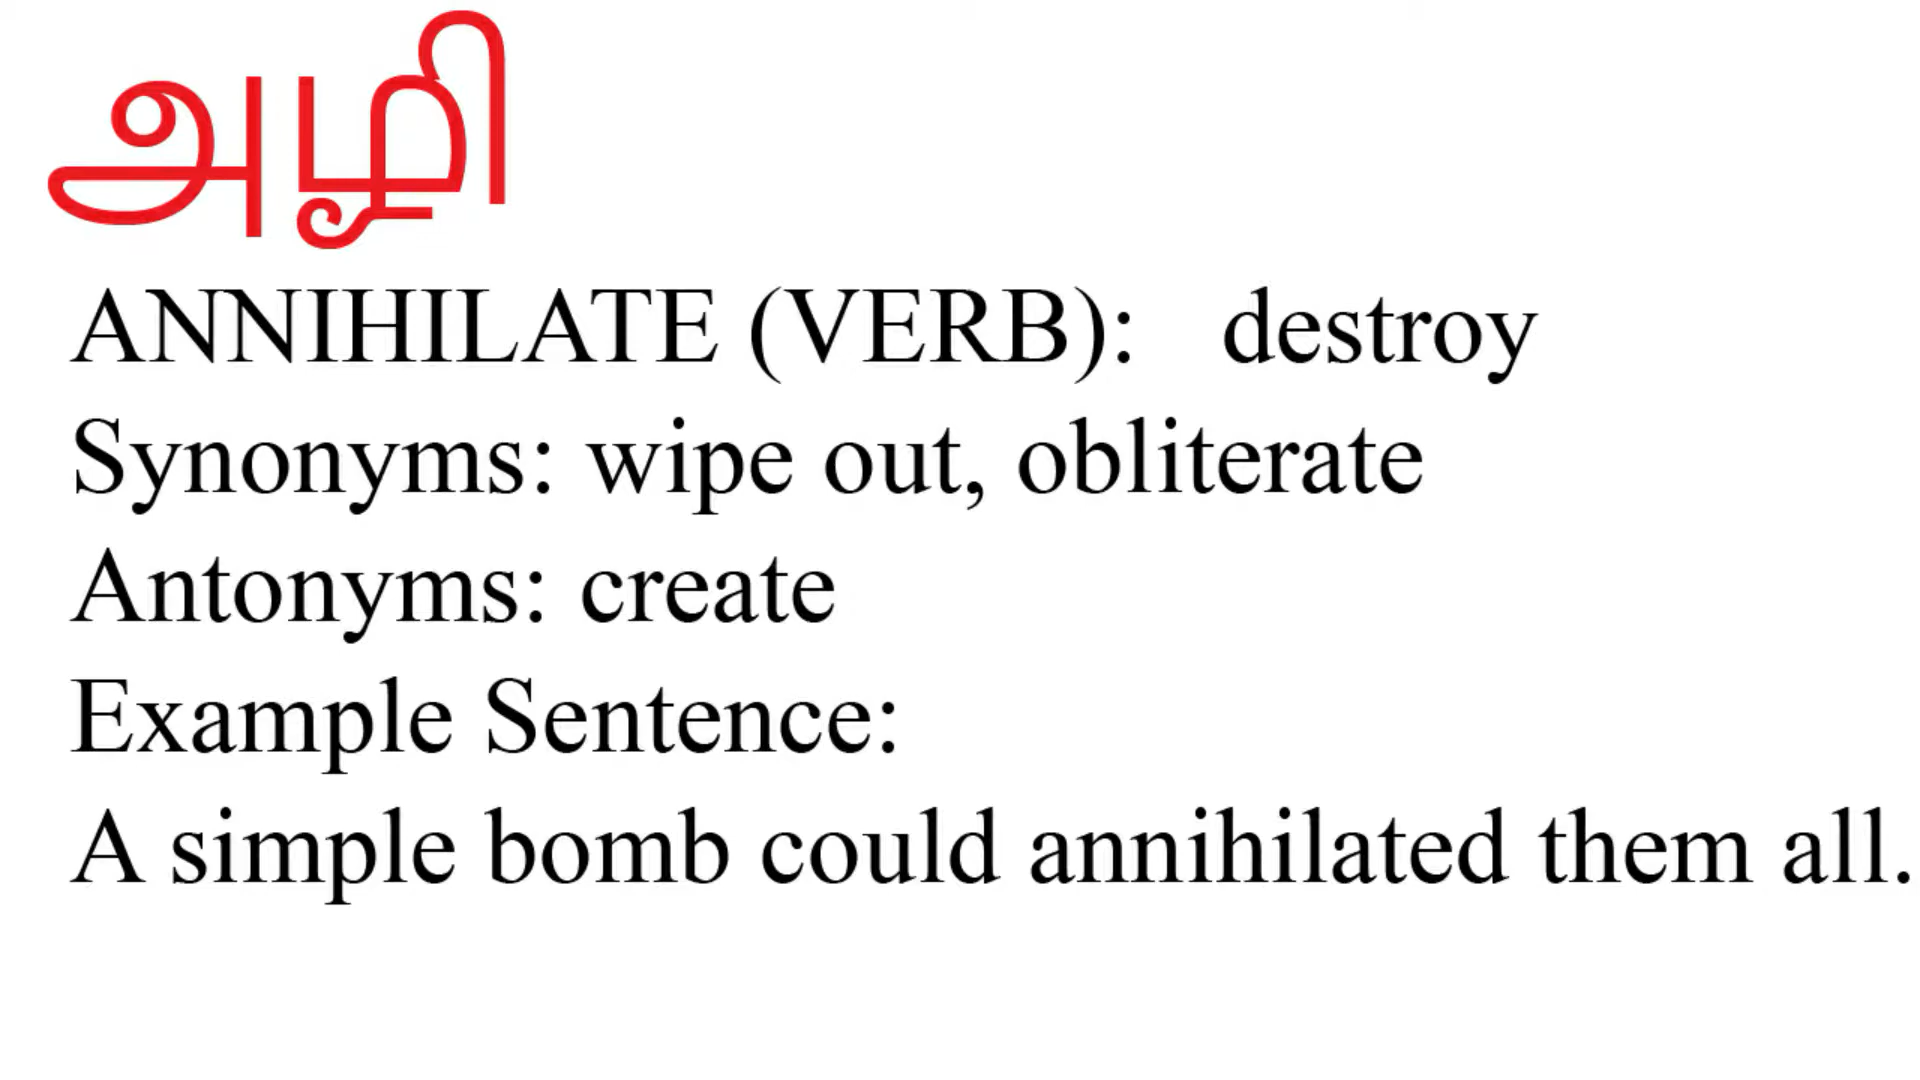 அழி
ANNIHILATE (VERB): destroy
Synonyms: wipe out, obliterate
Antonyms: create
Example Sentence:
A simple bomb could annihilated them all.